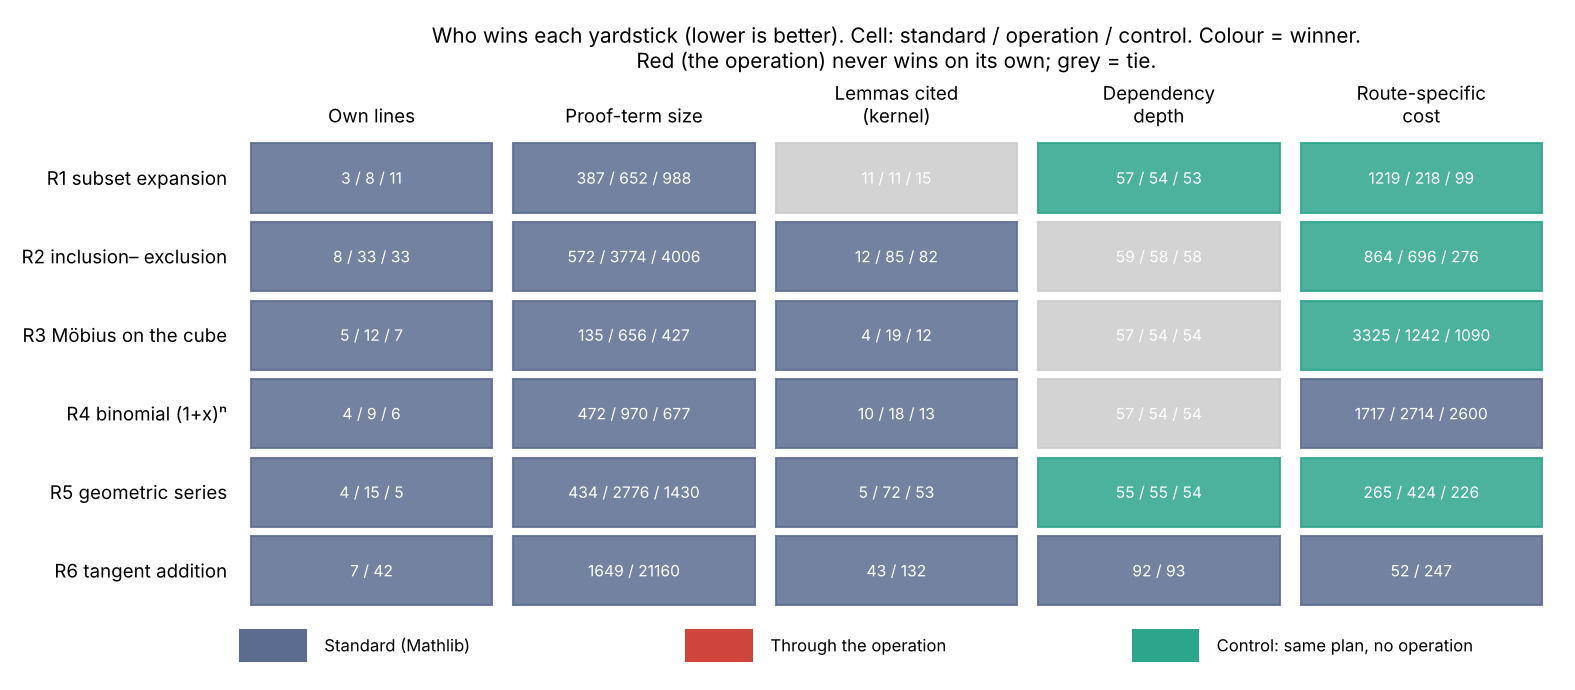 Who wins each yardstick (lower is better). Cell: standard / operation / control. Colour = winner.
Red (the operation) never wins on its own; grey = tie.
Own lines
Proof-term size
Lemmas cited
(kernel)
Dependency
depth
Route-specific
cost
R1 subset expansion
3 / 8 / 11
387 / 652 / 988
11 / 11 / 15
57 / 54 / 53
1219 / 218 / 99
R2 inclusion– exclusion
8 / 33 / 33
572 / 3774 / 4006
12 / 85 / 82
59 / 58 / 58
864 / 696 / 276
R3 Möbius on the cube
5 / 12 / 7
135 / 656 / 427
4 / 19 / 12
57 / 54 / 54
3325 / 1242 / 1090
R4 binomial (1+x)ⁿ
4 / 9 / 6
472 / 970 / 677
10 / 18 / 13
57 / 54 / 54
1717 / 2714 / 2600
R5 geometric series
4 / 15 / 5
434 / 2776 / 1430
5 / 72 / 53
55 / 55 / 54
265 / 424 / 226
R6 tangent addition
7 / 42
1649 / 21160
43 / 132
92 / 93
52 / 247
Standard (Mathlib)
Through the operation
Control: same plan, no operation